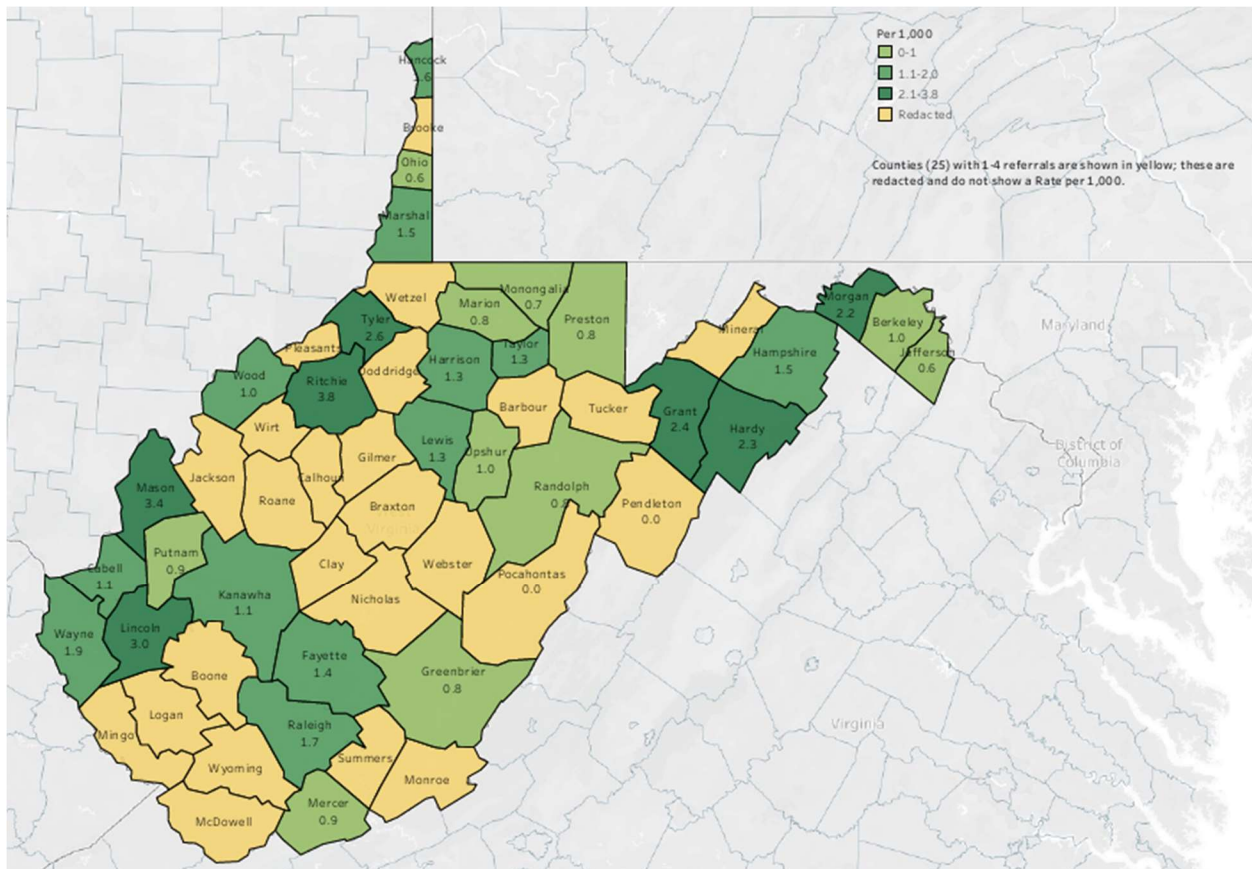 Per 1,000
0-1
1.1-2.0
2.1-3.8
Redacted
Counties (25) with 1-4 referrals are shown in yellow; these are
redacted and do not show a Rate per 1,000.
Hancock
1.6
Brooke
Ohio
0.6
Marshal
1.5
Wetzel
Monongalia
0.7
Marion
0.8
Preston
0.8
Tyler
2.6
Pleasants
Doddridge
Harrison
1.3
Taylor
1.3
Mineral
Hampshire
1.5
Morgan
2.2
Berkeley
1.0
Jefferson
0.6
Maryland
Wood
1.0
Ritchie
3.8
Barbour
Tucker
Grant
2.4
Hardy
2.3
District of
Columbia
Wirt
Lewis
1.3
Upshur
1.0
Gilmer
Calhoun
Jackson
Roane
Randolph
0.8
Mason
3.4
Braxton
Virginia
Pendleton
0.0
Putnam
0.9
Clay
Webster
Pocahontas
0.0
Cabell
1.1
Kanawha
1.1
Nicholas
Wayne
1.9
Lincoln
3.0
Fayette
1.4
Greenbrier
0.8
Boone
Logan
Mingo
Raleigh
1.7
Virginia
Summers
Wyoming
Monroe
Mercer
0.9
McDowell